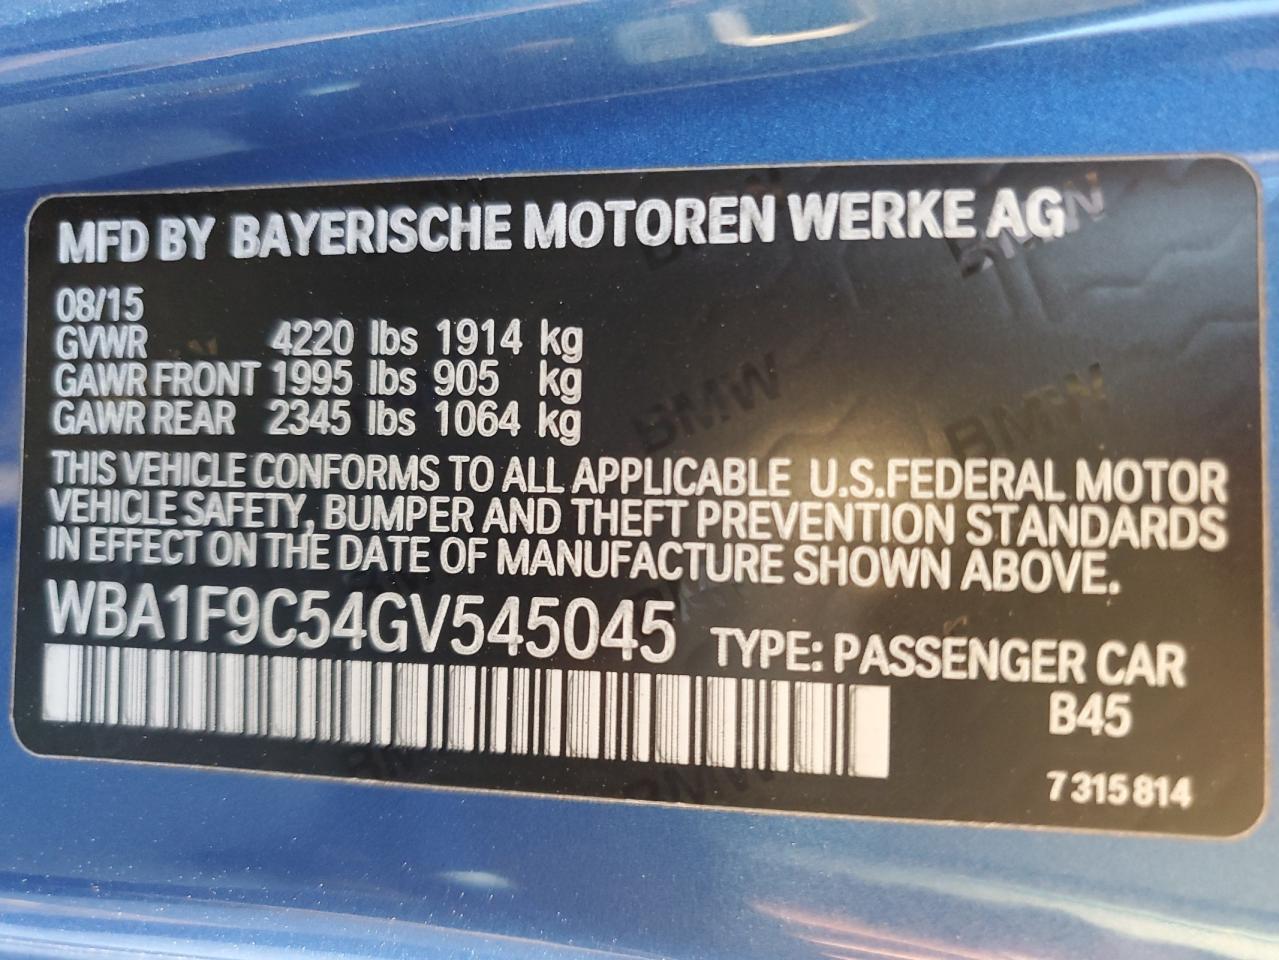 MFD BY BAYERISCHE MOTOREN WERKE AG
08/15
GVWR 4220 lbs 1914 kg
GAWR FRONT 1995 lbs 905 kg
GAWR REAR 2345 lbs 1064 kg
THIS VEHICLE CONFORMS TO ALL APPLICABLE U.S.FEDERAL MOTOR
VEHICLE SAFETY, BUMPER AND THEFT PREVENTION STANDARDS
IN EFFECT ON THE DATE OF MANUFACTURE SHOWN ABOVE.
WBA1F9C54GV545045 TYPE: PASSENGER CAR
B45
7 315 814